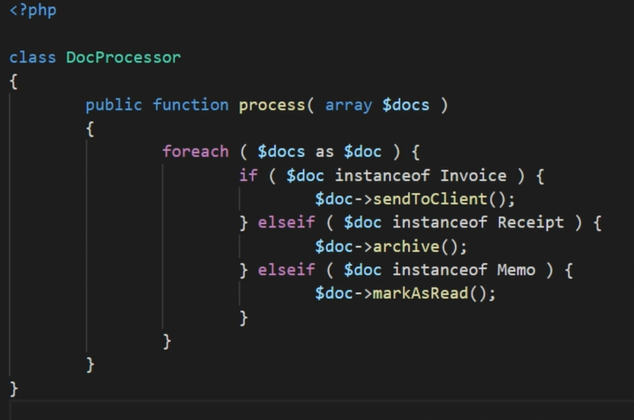 <?php
class DocProcessor
{
public function process( array $docs )
{
foreach ( $docs as $doc ) {
if ( $doc instanceof Invoice ) {
$doc->sendToClient();
} elseif ( $doc instanceof Receipt ) {
$doc->archive();
} elseif ( $doc instanceof Memo ) {
$doc->markAsRead();
}
}
}
}